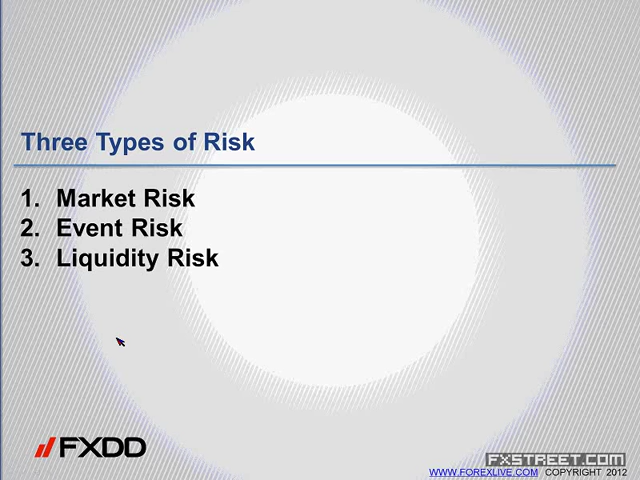 Three Types of Risk
1. Market Risk
2. Event Risk
3. Liquidity Risk
FXDD
FXSTREET.COM
WWW.FOREXLIVE.COM COPYRIGHT 2012